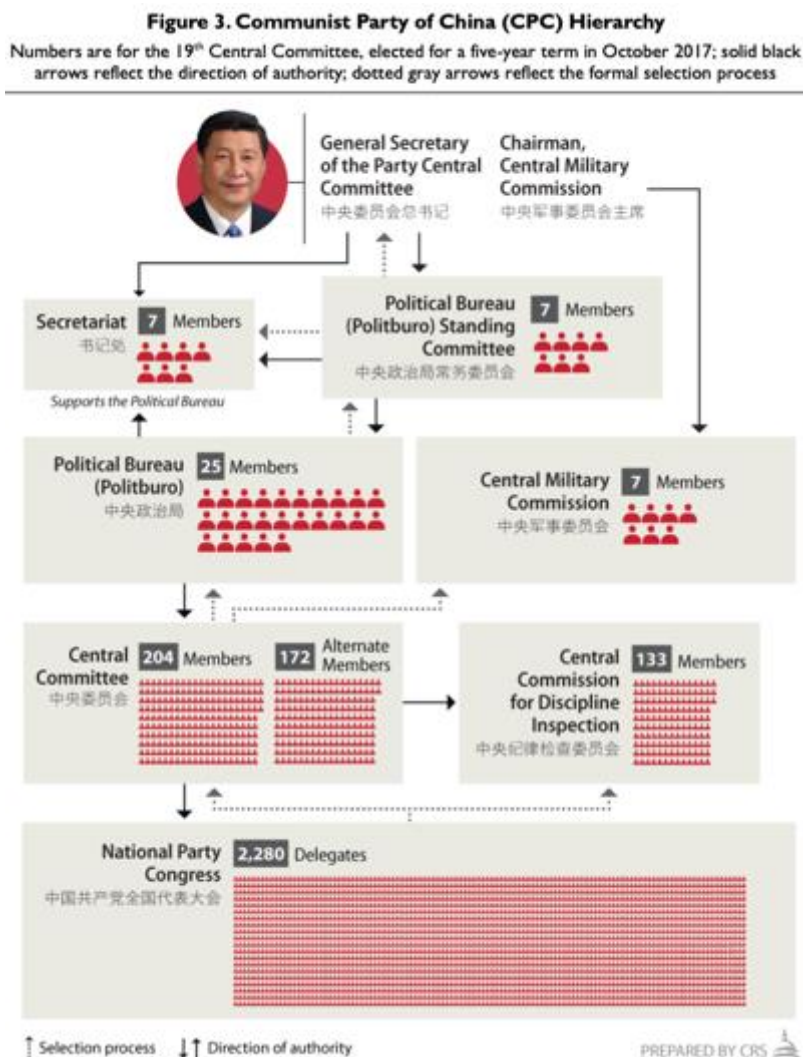 Figure 3. Communist Party of China (CPC) Hierarchy
Numbers are for the 19th Central Committee, elected for a five-year term in October 2017; solid black
arrows reflect the direction of authority; dotted gray arrows reflect the formal selection process
General Secretary
of the Party Central
Committee
中央委员会总书记
Chairman,
Central Military
Commission
中央军事委员会主席
Secretariat 7 Members
书记处
Supports the Political Bureau
Political Bureau
(Politburo) Standing
Committee
中央政治局常务委员会
7 Members
Political Bureau
(Politburo)
中央政治局
25 Members
Central Military
Commission
中央军事委员会
7 Members
Central
Committee
中央委员会
204 Members
172 Alternate
Members
Central
Commission
for Discipline
Inspection
中央纪律检查委员会
133 Members
National Party
Congress
中国共产党全国代表大会
2,280 Delegates
Selection process
Direction of authority
PREPARED BY CRS